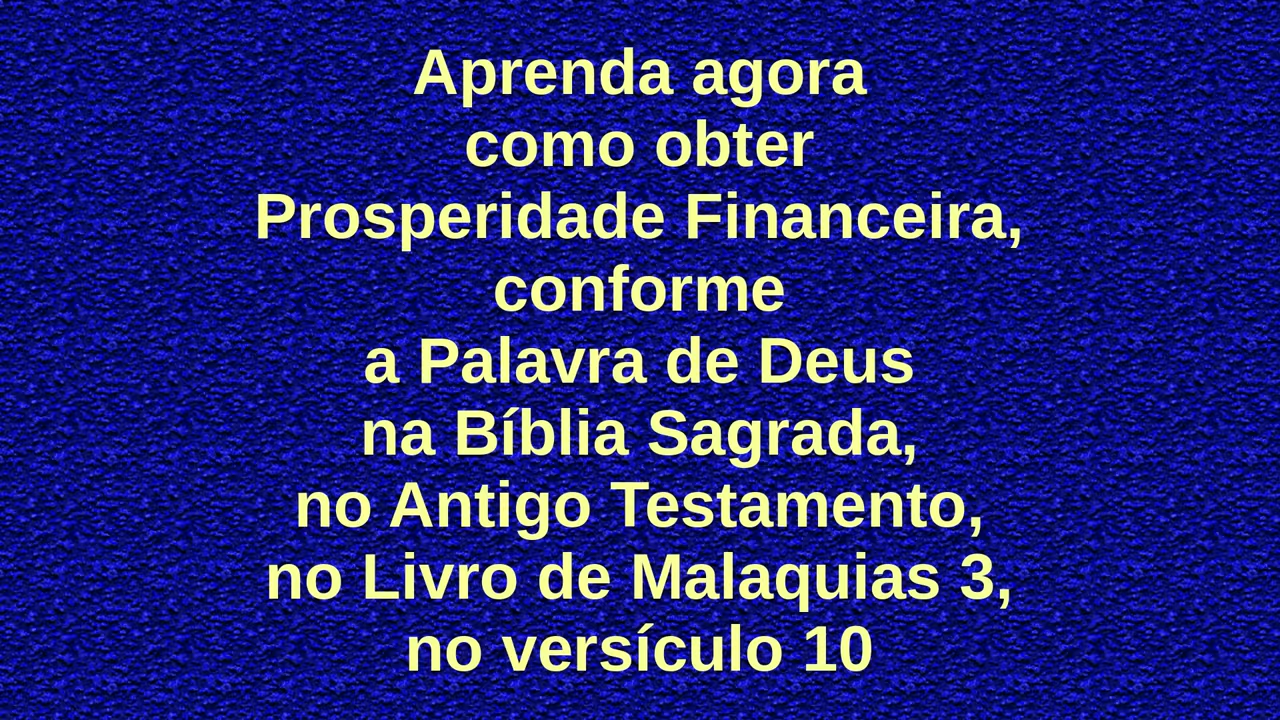 Aprenda agora
como obter
Prosperidade Financeira,
conforme
a Palavra de Deus
na Bíblia Sagrada,
no Antigo Testamento,
no Livro de Malaquias 3,
no versículo 10